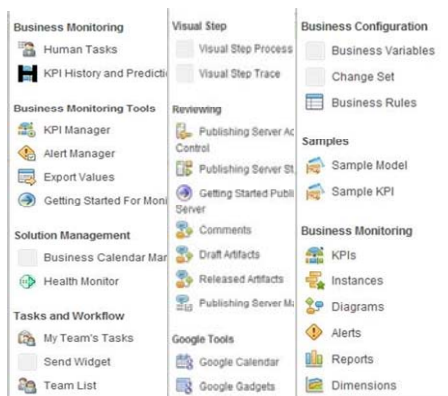 Business Monitoring
Human Tasks
KPI History and Predicti
Business Monitoring Tools
KPI Manager
Alert Manager
Export Values
Getting Started For Moni
Solution Management
Business Calendar Mar
Health Monitor
Tasks and Workflow
My Team's Tasks
Send Widget
Team List
Visual Step
Visual Step Process
Visual Step Trace
Reviewing
Publishing Server Ac
Control
Publishing Server St
Getting Started Publi
Server
Comments
Draft Artifacts
Released Artifacts
Publishing Server Ma
Google Tools
Google Calendar
Google Gadgets
Business Configuration
Business Variables
Change Set
Business Rules
Samples
Sample Model
Sample KPI
Business Monitoring
KPIs
Instances
Diagrams
Alerts
Reports
Dimensions